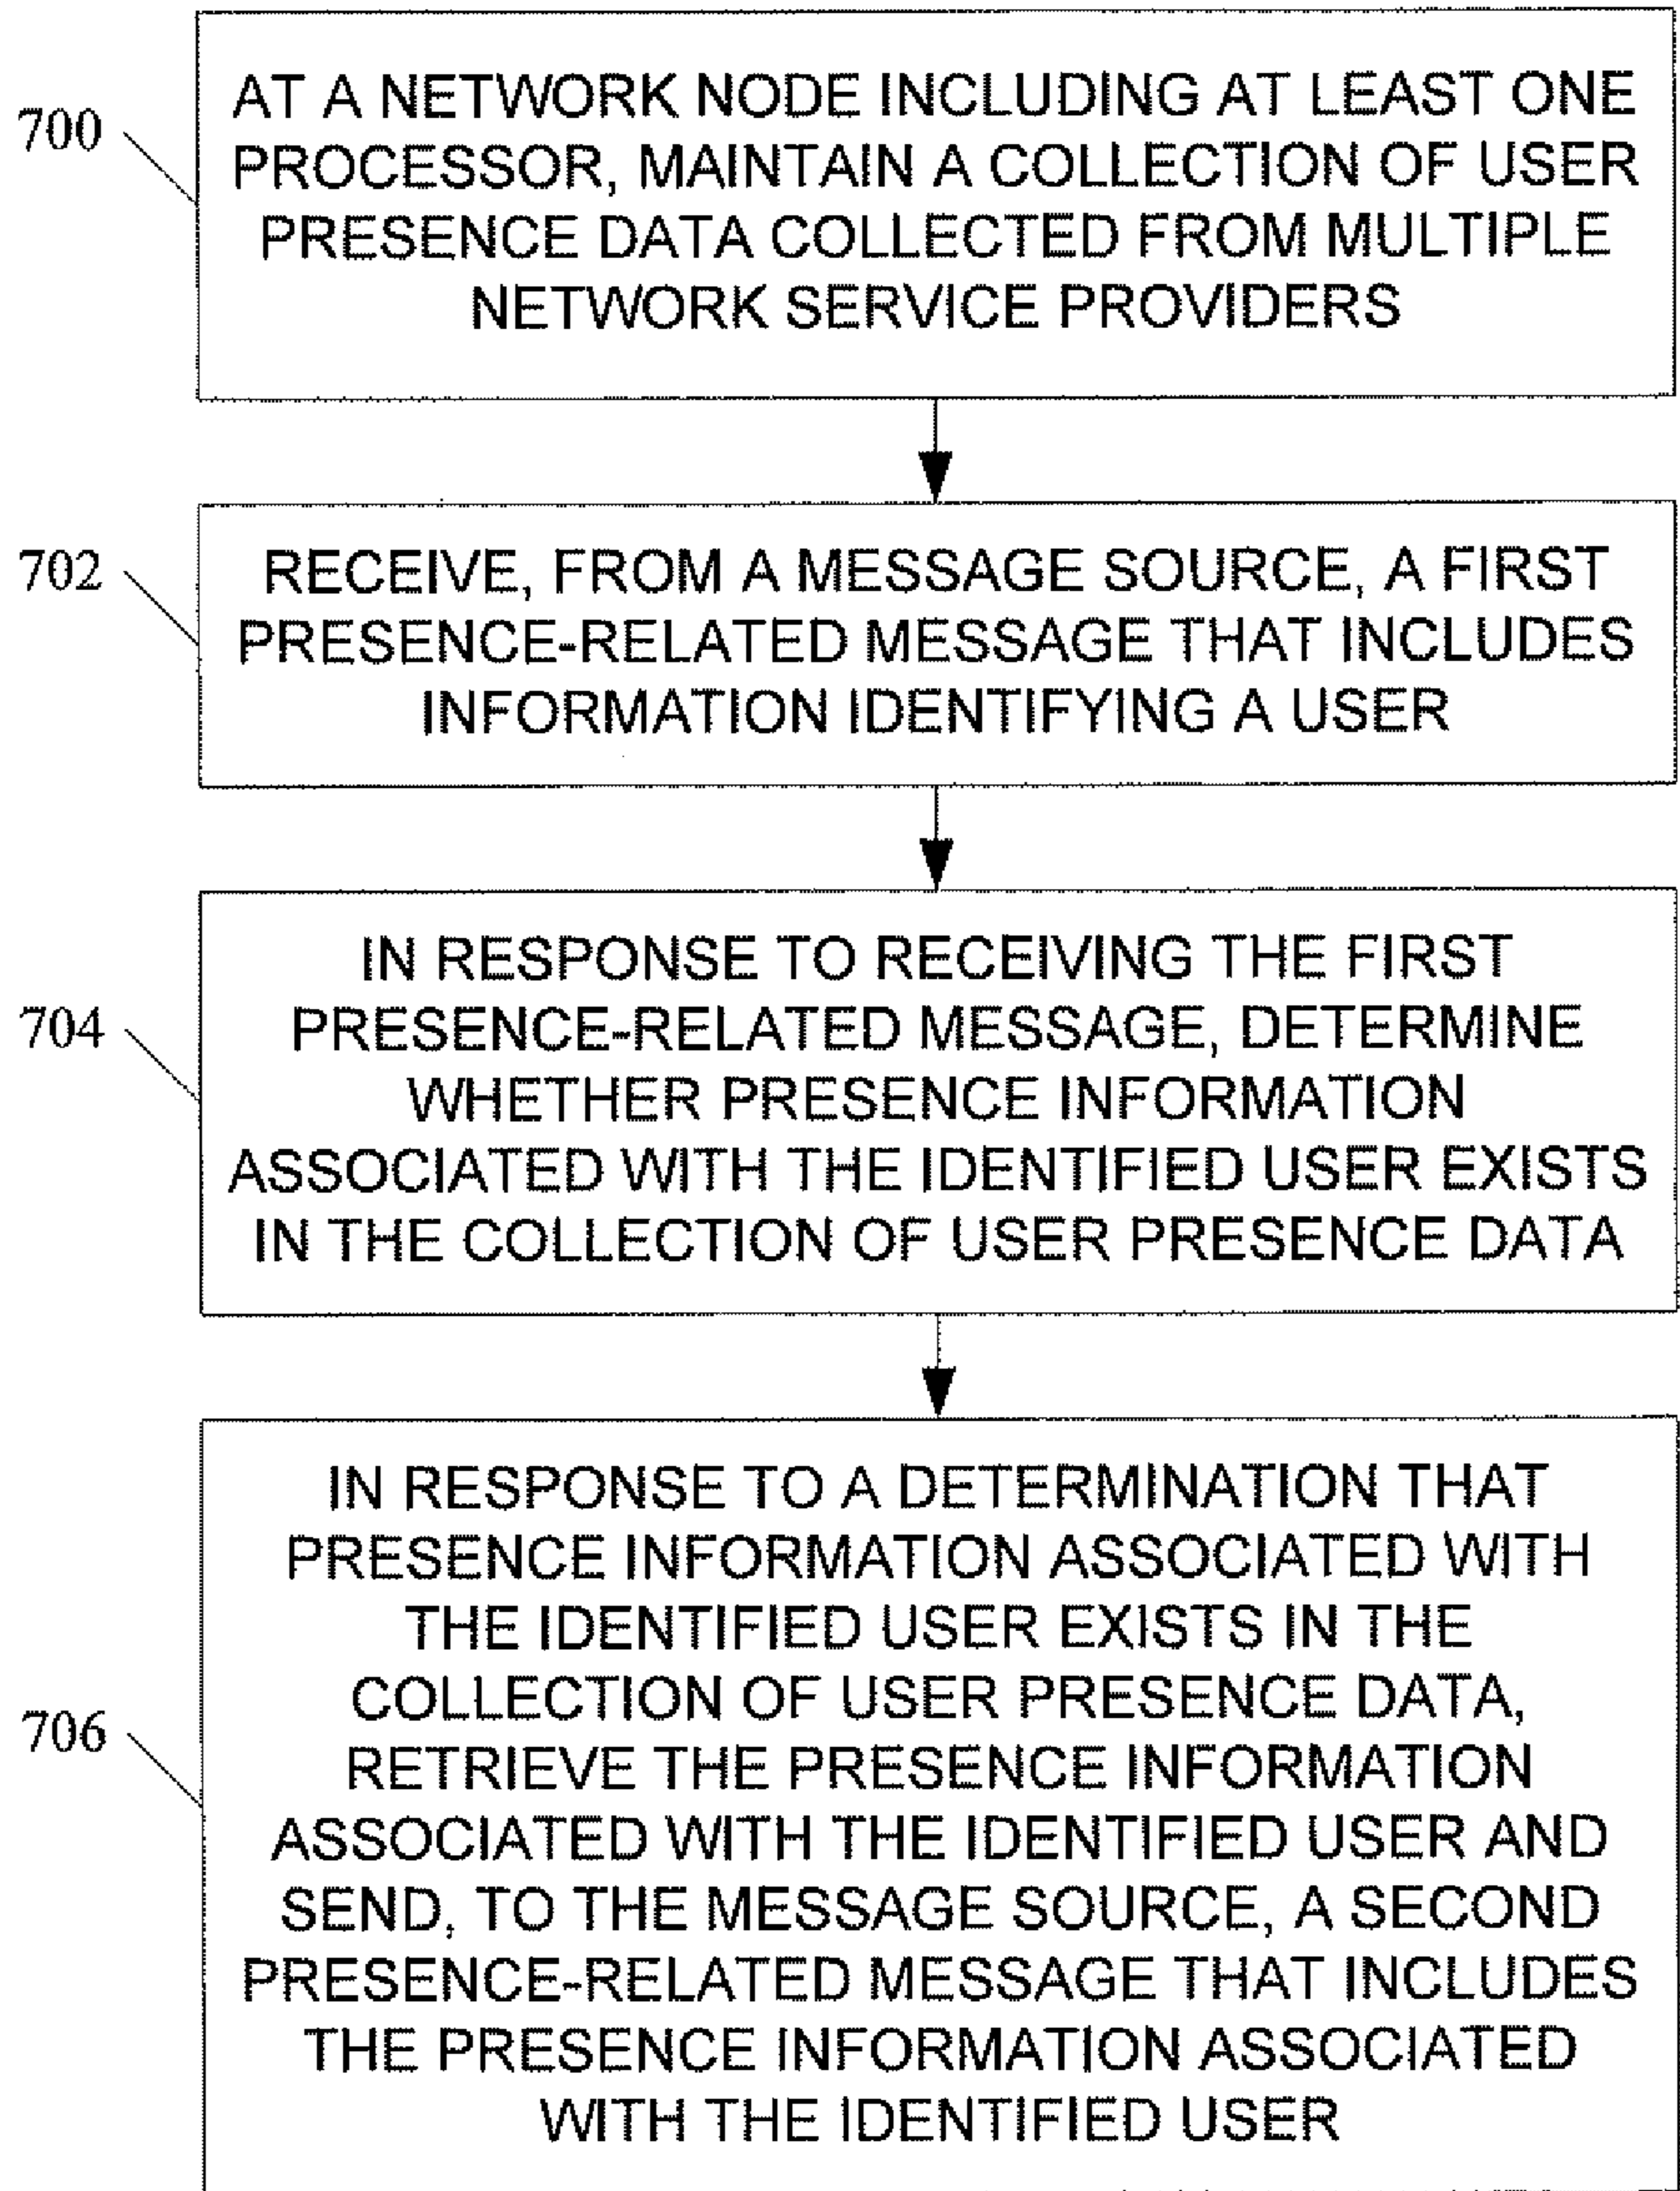 AT A NETWORK NODE INCLUDING AT LEAST ONE
700
PROCESSOR, MAINTAIN A COLLECTION OF USER
PRESENCE DATA COLLECTED FROM MULTIPLE
NETWORK SERVICE PROVIDERS
702
RECEIVE, FROM A MESSAGE SOURCE, A FIRST
PRESENCE-RELATED MESSAGE THAT INCLUDES
INFORMATION IDENTIFYING A USER
IN RESPONSE TO RECEIVING THE FIRST
704
PRESENCE-RELATED MESSAGE, DETERMINE
WHETHER PRESENCE INFORMATION
ASSOCIATED WITH THE IDENTIFIED USER EXISTS
IN THE COLLECTION OF USER PRESENCE DATA
IN RESPONSE TO A DETERMINATION THAT
PRESENCE INFORMATION ASSOCIATED WITH
THE IDENTIFIED USER EXISTS IN THE
COLLECTION OF USER PRESENCE DATA,
706
RETRIEVE THE PRESENCE INFORMATION
ASSOCIATED WITH THE IDENTIFIED USER AND
SEND, TO THE MESSAGE SOURCE, A SECOND
PRESENCE-RELATED MESSAGE THAT INCLUDES
THE PRESENCE INFORMATION ASSOCIATED
WITH THE IDENTIFIED USER